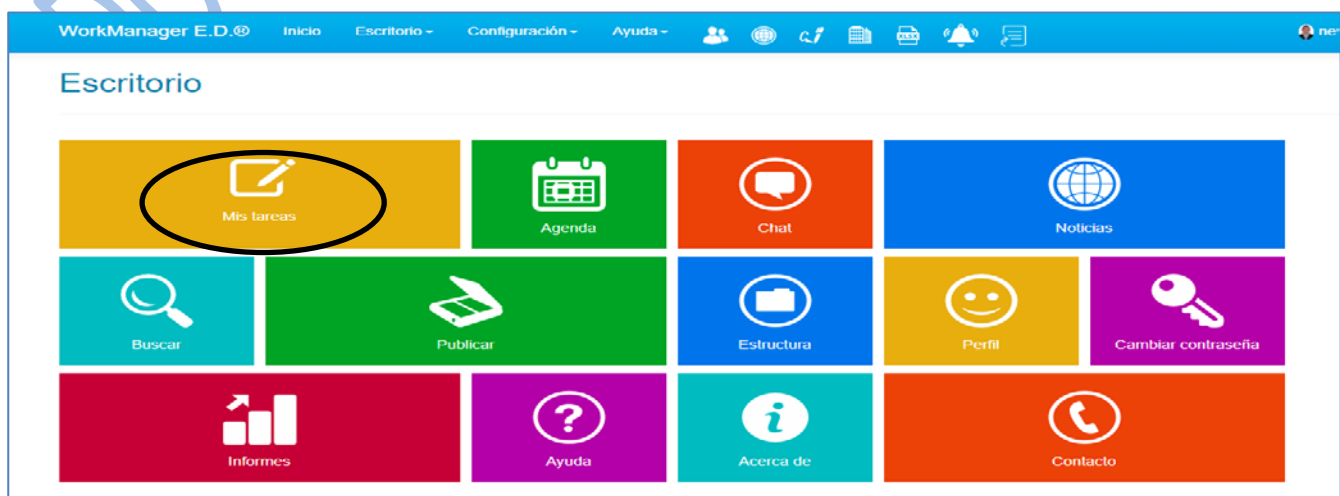 WorkManager E.D.® Inicio Escritorio Configuración Ayuda
Escritorio
Mis tareas Agenda Chat Noticias
Buscar Publicar Estructura Perfil Cambiar contraseña
Informes Ayuda Acerca de Contacto